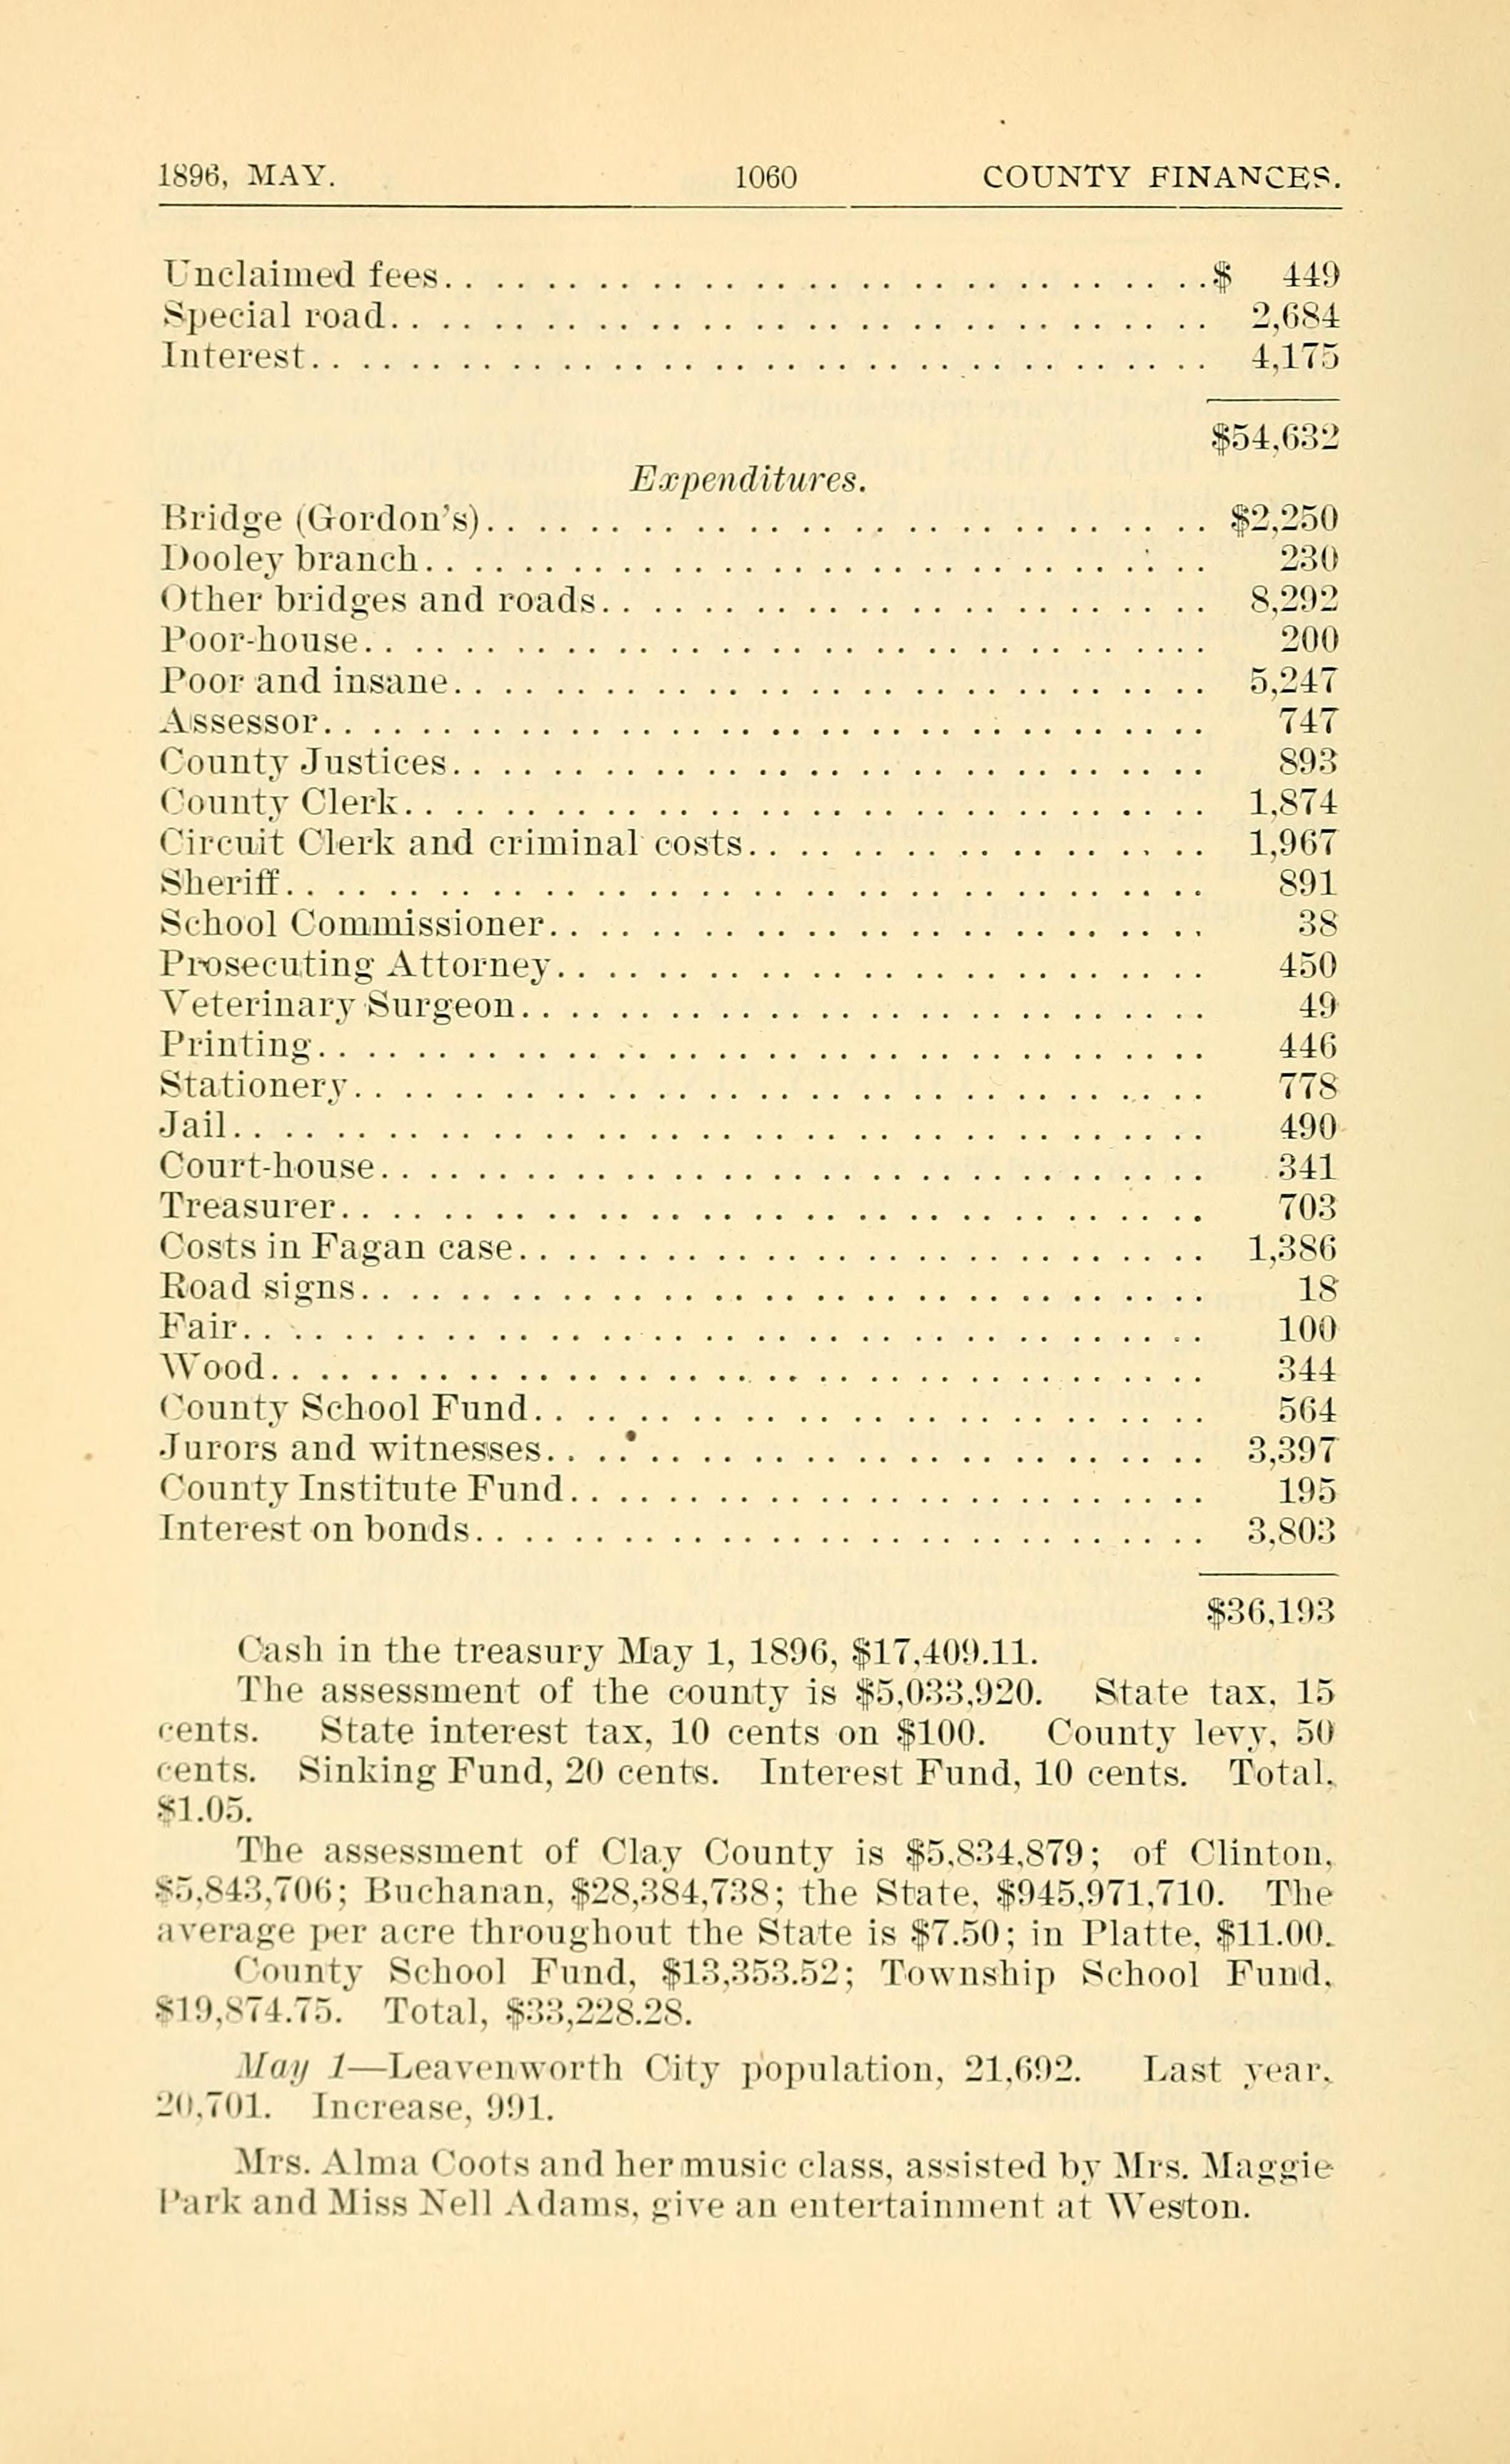 1896, MAY. 1060 COUNTY FINANCES.
Unclaimed fees. . . . . . . . . . . . . . . . . . . . . . . . . . . . . . $ 449
Special road. . . . . . . . . . . . . . . . . . . . . . . . . . . . . . . . 2,684
Interest. . . . . . . . . . . . . . . . . . . . . . . . . . . . . . . . . . . 4,175
$54,632
Expenditures.
Bridge (Gordon's). . . . . . . . . . . . . . . . . . . . . . . . . . . . $2,250
Dooley branch. . . . . . . . . . . . . . . . . . . . . . . . . . . . . . 230
Other bridges and roads. . . . . . . . . . . . . . . . . . . . . . . . 8,292
Poor-house. . . . . . . . . . . . . . . . . . . . . . . . . . . . . . . . . 200
Poor and insane. . . . . . . . . . . . . . . . . . . . . . . . . . . . . 5,247
Assessor. . . . . . . . . . . . . . . . . . . . . . . . . . . . . . . . . . . 747
County Justices. . . . . . . . . . . . . . . . . . . . . . . . . . . . . 893
County Clerk. . . . . . . . . . . . . . . . . . . . . . . . . . . . . . . 1,874
Circuit Clerk and criminal costs. . . . . . . . . . . . . . . . . . 1,967
Sheriff. . . . . . . . . . . . . . . . . . . . . . . . . . . . . . . . . . . . 891
School Commissioner. . . . . . . . . . . . . . . . . . . . . . . . . . 38
Prosecuting Attorney. . . . . . . . . . . . . . . . . . . . . . . . . . 450
Veterinary Surgeon. . . . . . . . . . . . . . . . . . . . . . . . . . . 49
Printing. . . . . . . . . . . . . . . . . . . . . . . . . . . . . . . . . . . 446
Stationery. . . . . . . . . . . . . . . . . . . . . . . . . . . . . . . . . 778
Jail. . . . . . . . . . . . . . . . . . . . . . . . . . . . . . . . . . . . . . 490
Court-house. . . . . . . . . . . . . . . . . . . . . . . . . . . . . . . . 341
Treasurer. . . . . . . . . . . . . . . . . . . . . . . . . . . . . . . . . . 703
Costs in Fagan case. . . . . . . . . . . . . . . . . . . . . . . . . . . 1,386
Road signs. . . . . . . . . . . . . . . . . . . . . . . . . . . . . . . . . 18
Fair. . . . . . . . . . . . . . . . . . . . . . . . . . . . . . . . . . . . . . 100
Wood. . . . . . . . . . . . . . . . . . . . . . . . . . . . . . . . . . . . . 344
County School Fund. . . . . . . . . . . . . . . . . . . . . . . . . . . 564
Jurors and witnesses. . . . . . . . . . . . . . . . . . . . . . . . . . 3,397
County Institute Fund. . . . . . . . . . . . . . . . . . . . . . . . . 195
Interest on bonds. . . . . . . . . . . . . . . . . . . . . . . . . . . . 3,803
$36,193
Cash in the treasury May 1, 1896, $17,409.11.
The assessment of the county is $5,033,920. State tax, 15
cents. State interest tax, 10 cents on $100. County levy, 50
cents. Sinking Fund, 20 cents. Interest Fund, 10 cents. Total,
$1.05.
The assessment of Clay County is $5,834,879; of Clinton,
$5,843,706; Buchanan, $28,384,738; the State, $945,971,710. The
average per acre throughout the State is $7.50; in Platte, $11.00.
County School Fund, $13,353.52; Township School Fund,
$19,874.75. Total, $33,228.28.
May 1—Leavenworth City population, 21,692. Last year,
20,701. Increase, 991.
Mrs. Alma Coots and her music class, assisted by Mrs. Maggie
Park and Miss Nell Adams, give an entertainment at Weston.